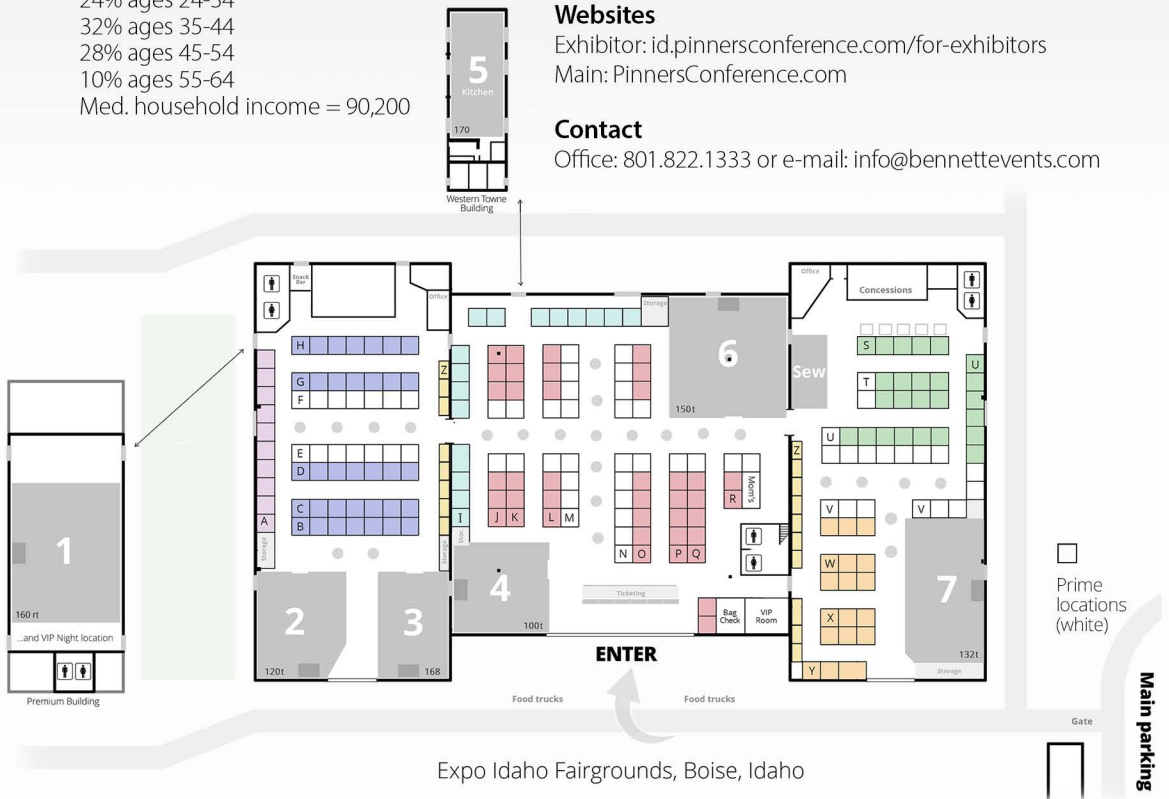 24% ages 24-34
32% ages 35-44
28% ages 45-54
10% ages 55-64
Med. household income = 90,200
Websites
Exhibitor: id.pinnersconference.com/for-exhibitors
Main: PinnersConference.com
Contact
Office: 801.822.1333 or e-mail: info@bennettevents.com
5
Kitchen
170
Western Towne
Building
Snack
Bar
Office
Storage
Office
Concessions
H
G
F
E
D
C
B
A
Storage
Z
Storage
I
Stor.
J
K
L
M
N
O
P
Q
R
Mom's
6
150t
Sew
S
T
U
U
Z
V
V
W
X
Y
1
160 rt
...and VIP Night location
Premium Building
2
120t
3
168
4
100t
Ticketing
Bag
Check
VIP
Room
7
132t
Storage
ENTER
Food trucks
Food trucks
Prime
locations
(white)
Gate
Main parking
Expo Idaho Fairgrounds, Boise, Idaho